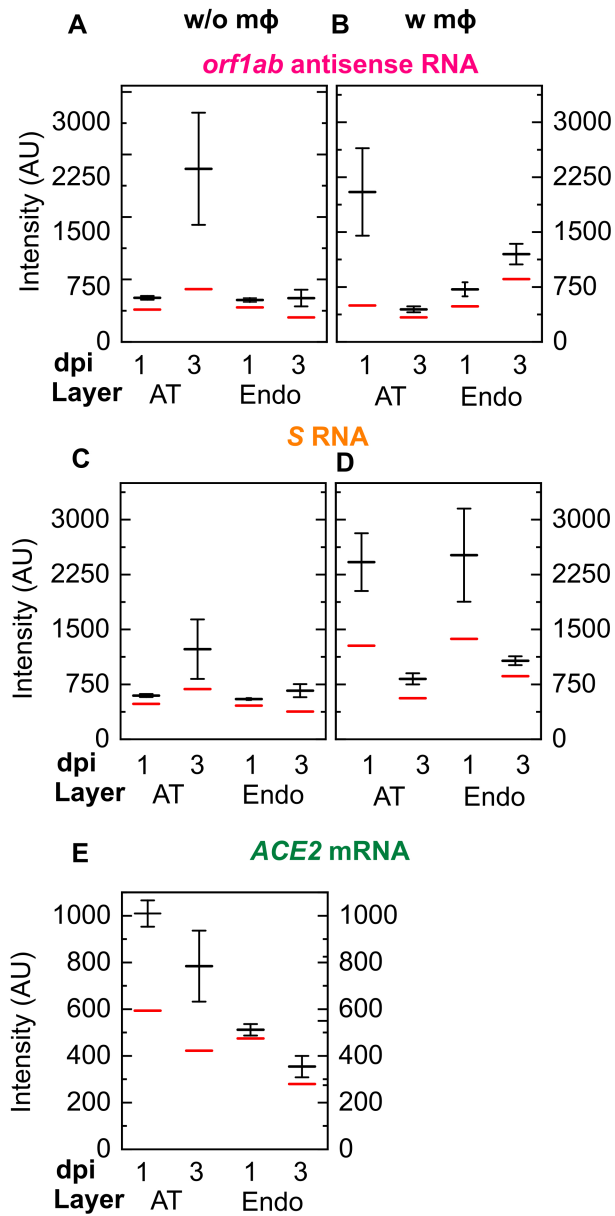 A w/o mϕ B w mϕ
orf1ab antisense RNA
Intensity (AU)
3000 3000
2250 2250
1500 1500
750 750
0 0
dpi 1 3 1 3 1 3 1 3
Layer AT Endo AT Endo
S RNA
C D
Intensity (AU)
3000 3000
2250 2250
1500 1500
750 750
0 0
dpi 1 3 1 3 1 3 1 3
Layer AT Endo AT Endo
E ACE2 mRNA
Intensity (AU)
1000 1000
800 800
600 600
400 400
200 200
0 0
dpi 1 3 1 3
Layer AT Endo